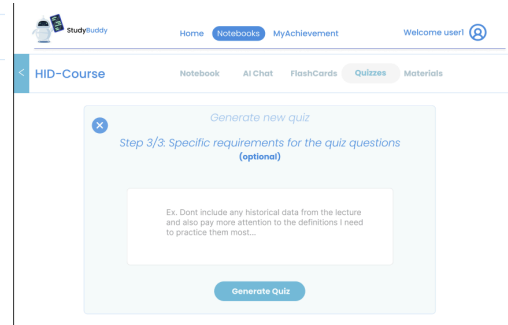 StudyBuddy
Home Notebooks MyAchievement Welcome user1
< HID-Course Notebook AI Chat FlashCards Quizzes Materials
Generate new quiz
Step 3/3: Specific requirements for the quiz questions
(optional)
Ex. Dont include any historical data from the lecture
and also pay more attention to the definitions I need
to practice them most...
Generate Quiz